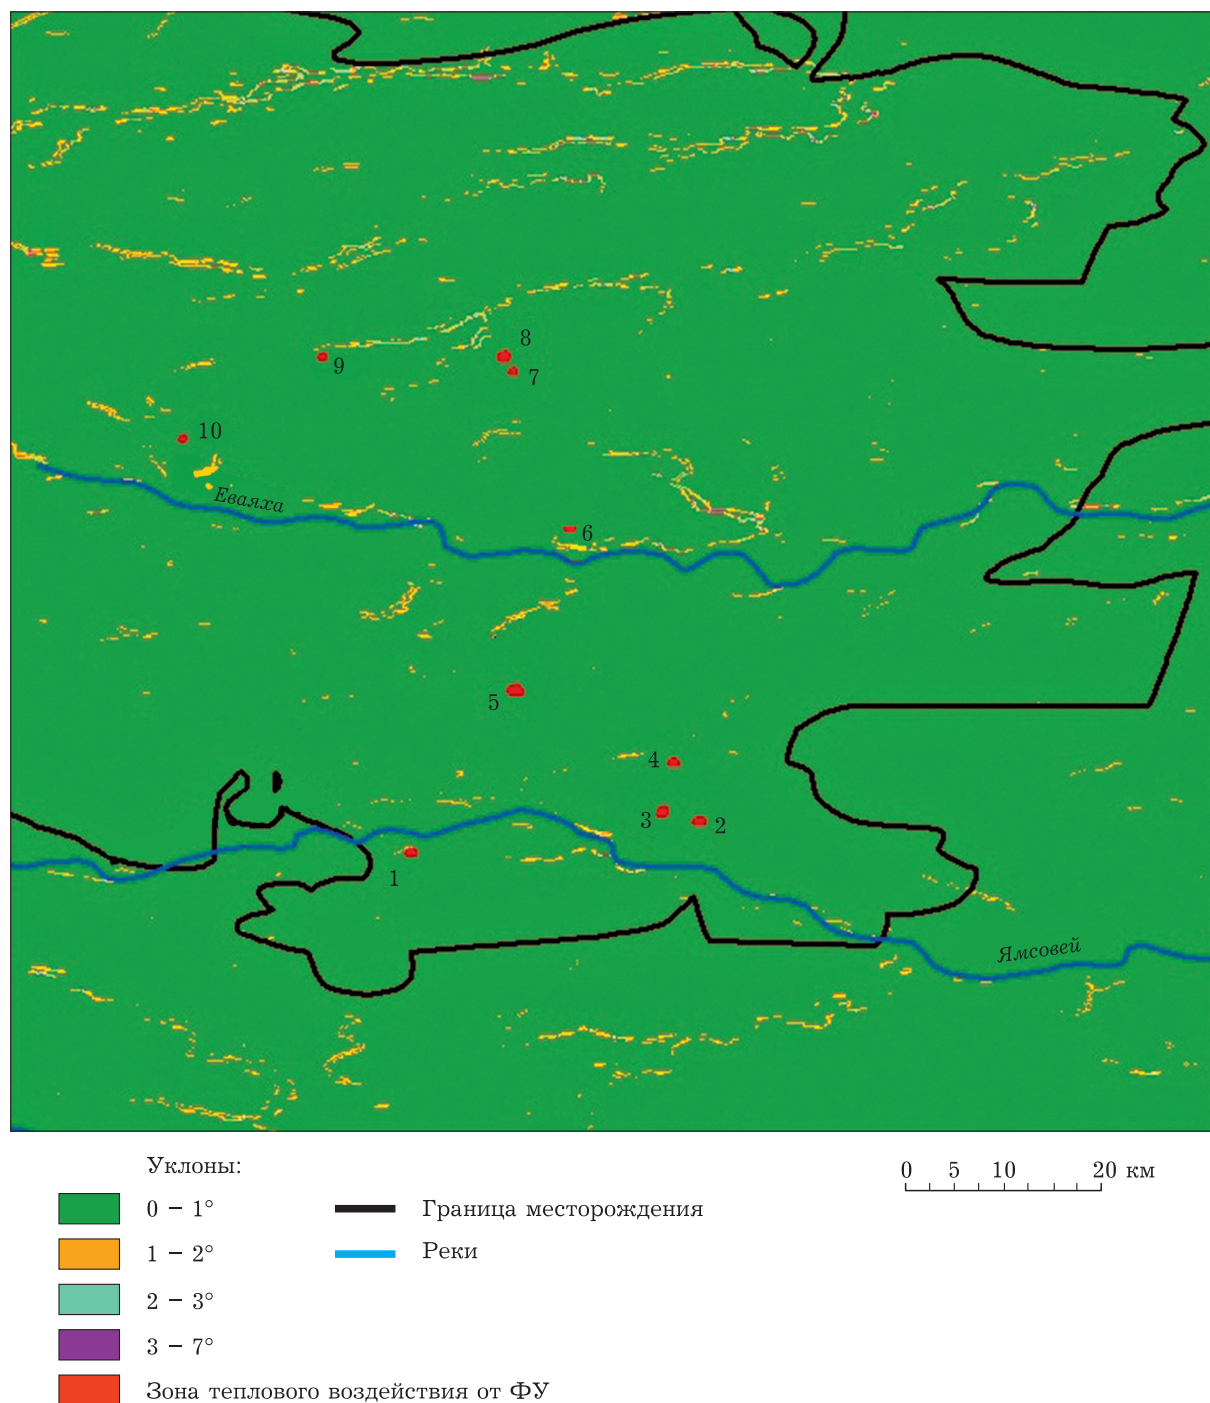 8
9
7
10
Еваяха
6
5
4
3
2
1
Ямсовей
Уклоны:
0 – 1°
1 – 2°
2 – 3°
3 – 7°
Зона теплового воздействия от ФУ
Граница месторождения
Реки
0 5 10 20 км